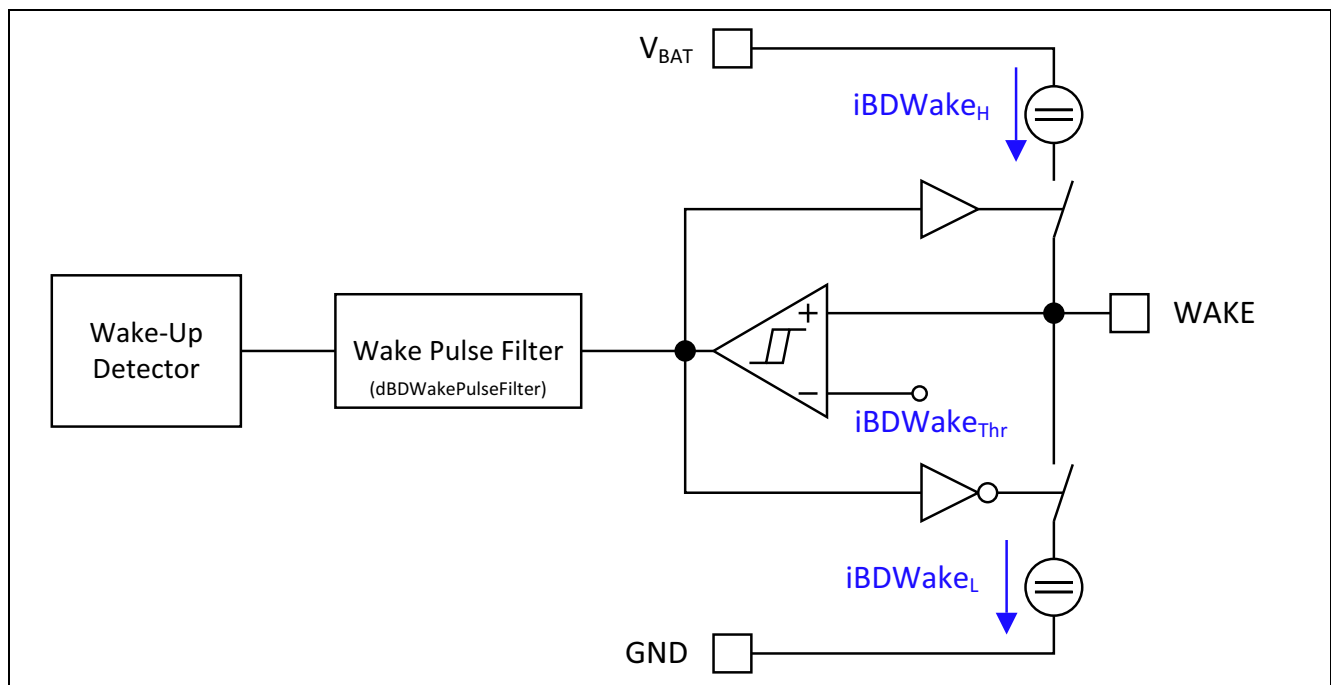 VBAT
iBDWakeH
Wake-Up
Detector
Wake Pulse Filter
(dBDWakePulseFilter)
+
−
WAKE
iBDWakeThr
iBDWakeL
GND